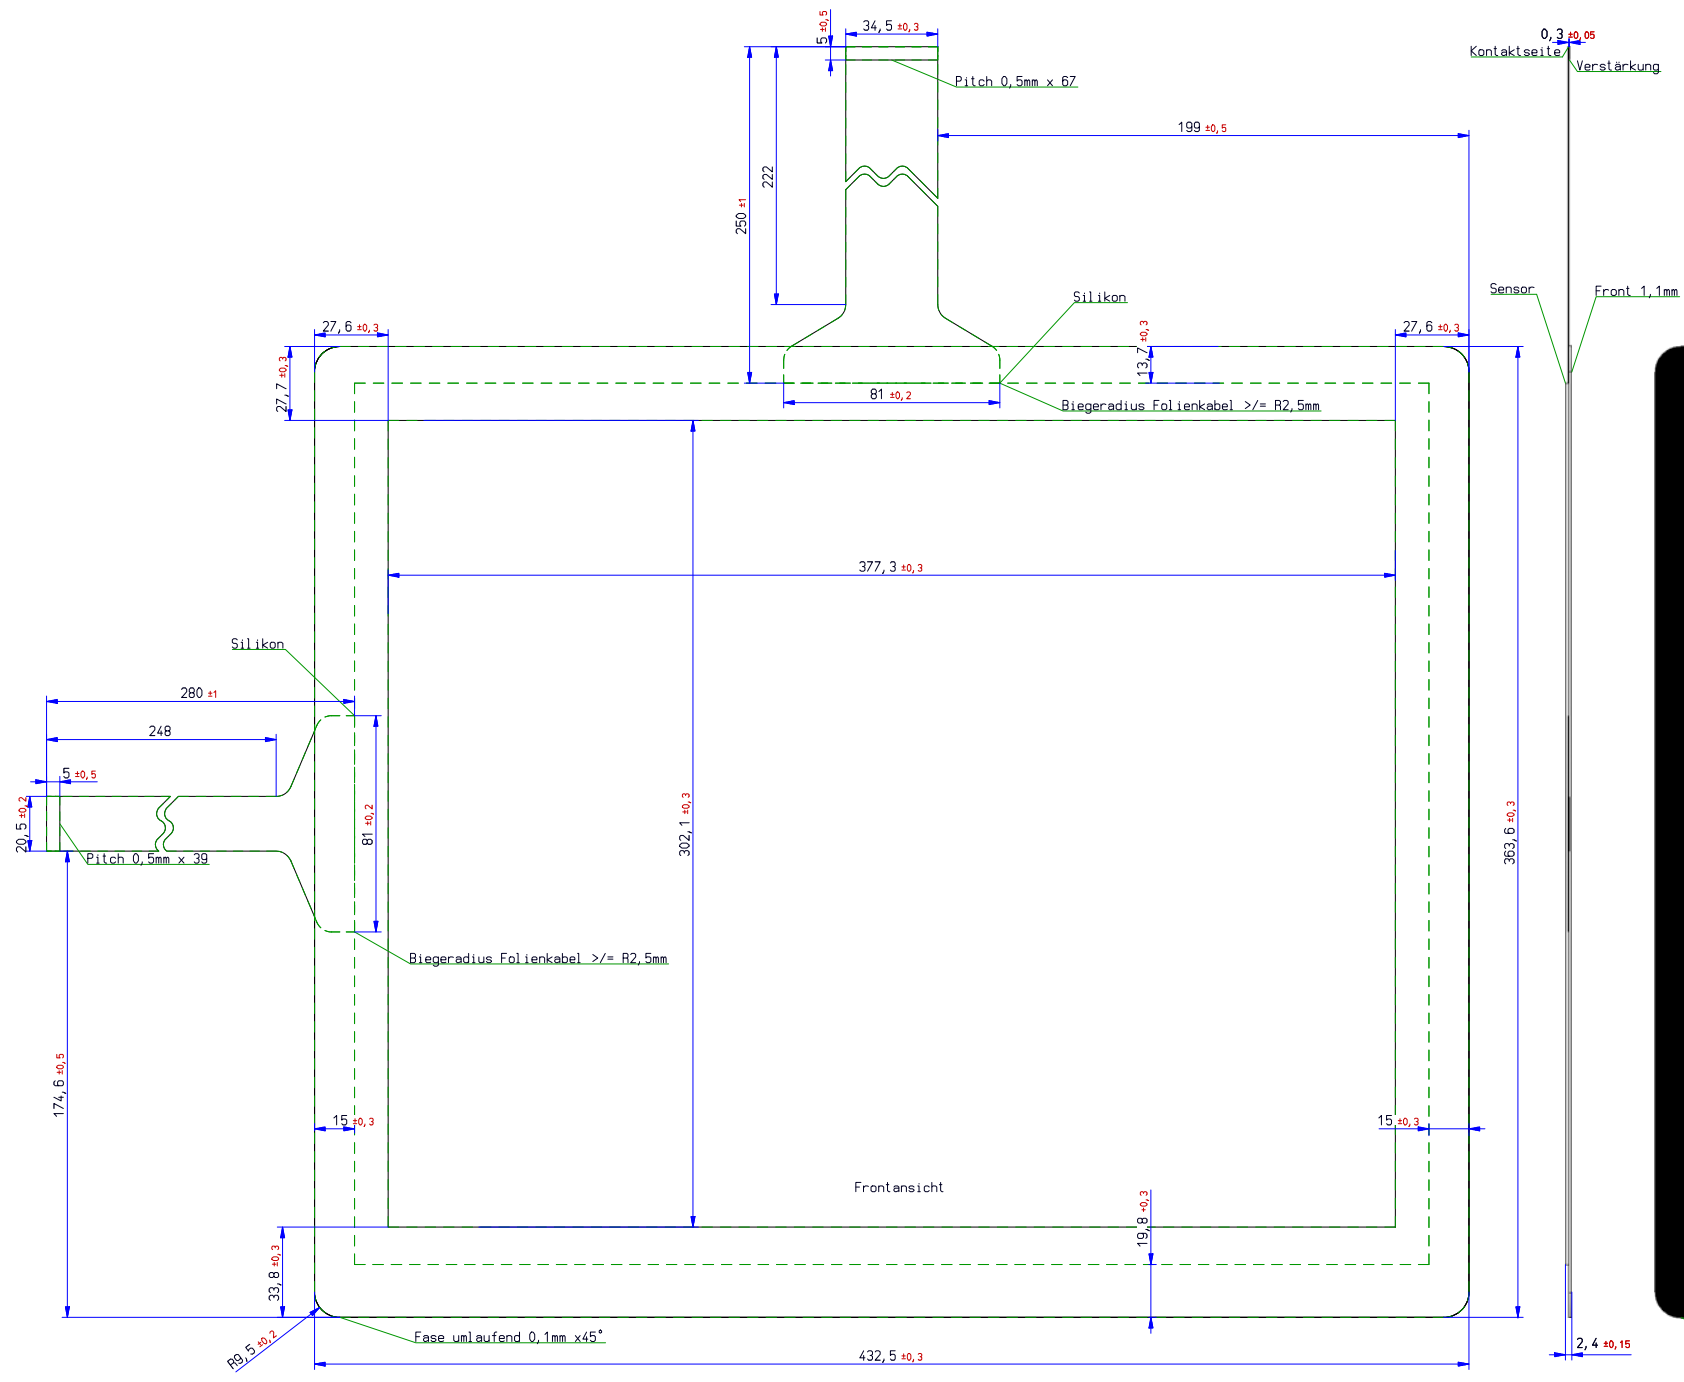 5 ±0,5
34,5 ±0,3
0,3 ±0,05
Kontaktseite
Verstärkung
Pitch 0,5mm x 67
199 ±0,5
222
250 ±1
Sensor
Front 1,1mm
Silikon
27,6 ±0,3
13,7 ±0,3
27,6 ±0,3
27,7 ±0,3
81 ±0,2
Biegeradius Folienkabel >/= R2,5mm
377,3 ±0,3
Silikon
280 ±1
248
5 ±0,5
20,5 ±0,2
81 ±0,2
302,1 ±0,3
363,6 ±0,3
Pitch 0,5mm x 39
Biegeradius Folienkabel >/= R2,5mm
174,6 ±0,5
15 ±0,3
15 ±0,3
Frontansicht
19,8 ±0,3
33,8 ±0,3
R9,5 ±0,2
Fase umlaufend 0,1mm x45°
432,5 ±0,3
2,4 ±0,15